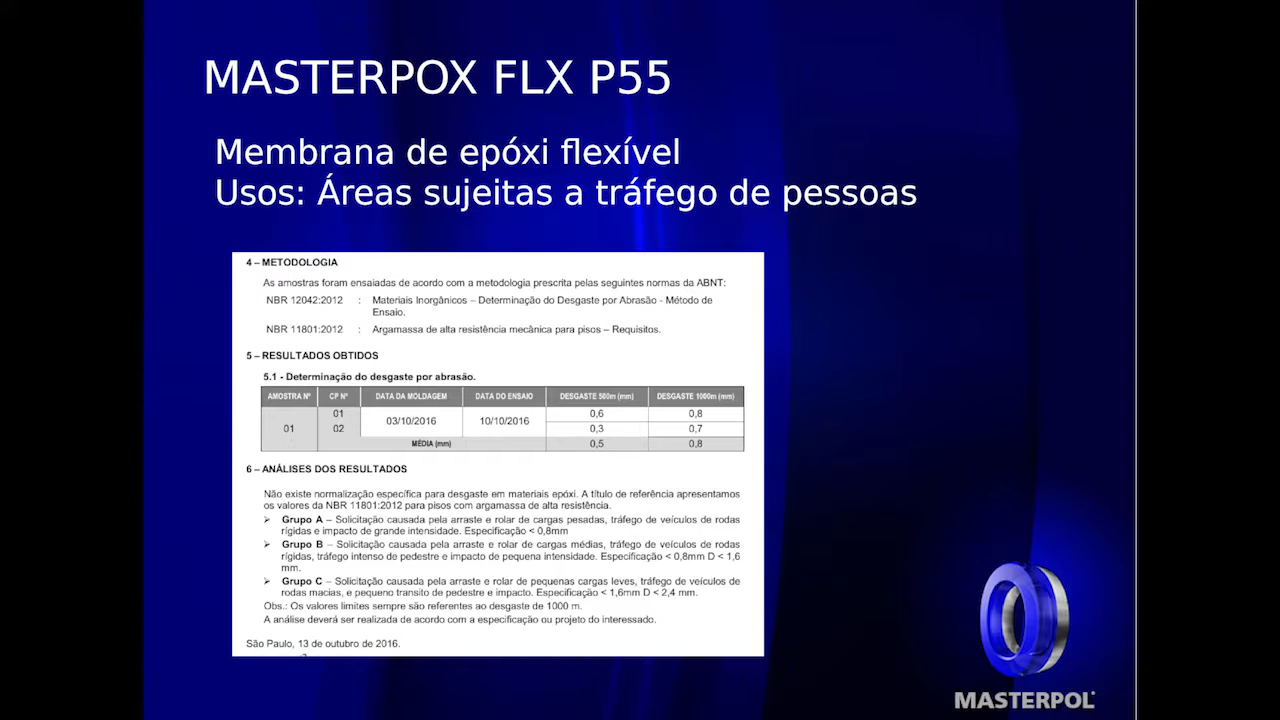 MASTERPOX FLX P55
Membrana de epóxi flexível
Usos: Áreas sujeitas a tráfego de pessoas
4 – METODOLOGIA
As amostras foram ensaiadas de acordo com a metodologia prescrita pelas seguintes normas da ABNT:
NBR 12042:2012 : Materiais Inorgânicos – Determinação do Desgaste por Abrasão - Método de
Ensaio.
NBR 11801:2012 : Argamassa de alta resistência mecânica para pisos – Requisitos.
5 – RESULTADOS OBTIDOS
5.1 - Determinação do desgaste por abrasão.
AMOSTRA Nº CP Nº DATA DA MOLDAGEM DATA DO ENSAIO DESGASTE 500m (mm) DESGASTE 1000m (mm)
01 0,6 0,8
01 03/10/2016 10/10/2016
02 0,3 0,7
MÉDIA (mm) 0,5 0,8
6 – ANÁLISES DOS RESULTADOS
Não existe normalização específica para desgaste em materiais epóxi. A título de referência apresentamos
os valores da NBR 11801:2012 para pisos com argamassa de alta resistência.
➢ Grupo A – Solicitação causada pela arraste e rolar de cargas pesadas, tráfego de veículos de rodas
rígidas e impacto de grande intensidade. Especificação < 0,8mm
➢ Grupo B – Solicitação causada pela arraste e rolar de cargas médias, tráfego de veículos de rodas
rígidas, tráfego intenso de pedestre e impacto de pequena intensidade. Especificação < 0,8mm D < 1,6
mm.
➢ Grupo C – Solicitação causada pela arraste e rolar de pequenas cargas leves, tráfego de veículos de
rodas macias, e pequeno transito de pedestre e impacto. Especificação < 1,6mm D < 2,4 mm.
Obs.: Os valores limites sempre são referentes ao desgaste de 1000 m.
A análise deverá ser realizada de acordo com a especificação ou projeto do interessado.
São Paulo, 13 de outubro de 2016.
MASTERPOL